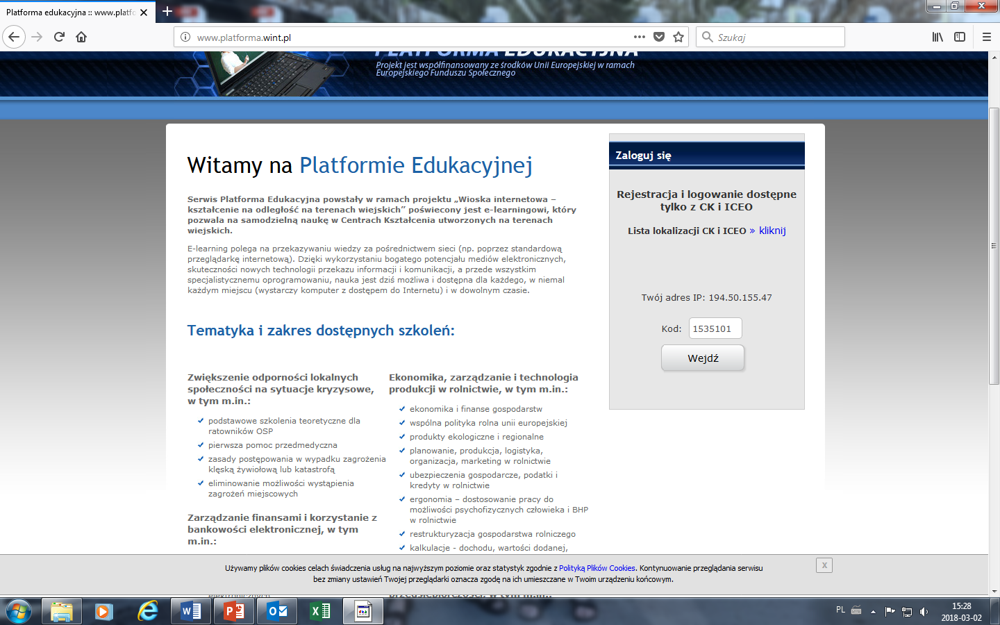 Platforma edukacyjna :: www.platfo
www.platforma.wint.pl
Szukaj
PLATFORMA EDUKACYJNA
Projekt jest współfinansowany ze środków Unii Europejskiej w ramach
Europejskiego Funduszu Społecznego
Witamy na Platformie Edukacyjnej
Serwis Platforma Edukacyjna powstały w ramach projektu „Wioska internetowa –
kształcenie na odległość na terenach wiejskich” poświecony jest e-learningowi, który
pozwala na samodzielną naukę w Centrach Kształcenia utworzonych na terenach
wiejskich.
E-learning polega na przekazywaniu wiedzy za pośrednictwem sieci (np. poprzez standardową
przeglądarkę internetową). Dzięki wykorzystaniu bogatego potencjału mediów elektronicznych,
skuteczności nowych technologii przekazu informacji i komunikacji, a przede wszystkim
specjalistycznemu oprogramowaniu, nauka jest dziś możliwa i dostępna dla każdego, w niemal
każdym miejscu (wystarczy komputer z dostępem do Internetu) i w dowolnym czasie.
Tematyka i zakres dostępnych szkoleń:
Zwiększenie odporności lokalnych
społeczności na sytuacje kryzysowe,
w tym m.in.:
podstawowe szkolenia teoretyczne dla
ratowników OSP
pierwsza pomoc przedmedyczna
zasady postępowania w wypadku zagrożenia
klęską żywiołową lub katastrofą
eliminowanie możliwości wystąpienia
zagrożeń miejscowych
Zarządzanie finansami i korzystanie z
bankowości elektronicznej, w tym
m.in.:
elektronicznych
Ekonomika, zarządzanie i technologia
produkcji w rolnictwie, w tym m.in.:
ekonomika i finanse gospodarstw
wspólna polityka rolna unii europejskiej
produkty ekologiczne i regionalne
planowanie, produkcja, logistyka,
organizacja, marketing w rolnictwie
ubezpieczenia gospodarcze, podatki i
kredyty w rolnictwie
ergonomia – dostosowanie pracy do
możliwości psychofizycznych człowieka i BHP
w rolnictwie
restrukturyzacja gospodarstwa rolniczego
kalkulacje - dochodu, wartości dodanej,
przedsiębiorczości, w tym m.in.:
Zaloguj się
Rejestracja i logowanie dostępne
tylko z CK i ICEO
Lista lokalizacji CK i ICEO » kliknij
Twój adres IP: 194.50.155.47
Kod: 1535101
Wejdź
Używamy plików cookies celach świadczenia usług na najwyższym poziomie oraz statystyk zgodnie z Polityką Plików Cookies. Kontynuowanie przeglądania serwisu
bez zmiany ustawień Twojej przeglądarki oznacza zgodę na ich umieszczane w Twoim urządzeniu końcowym.
x
PL
15:28
2018-03-02